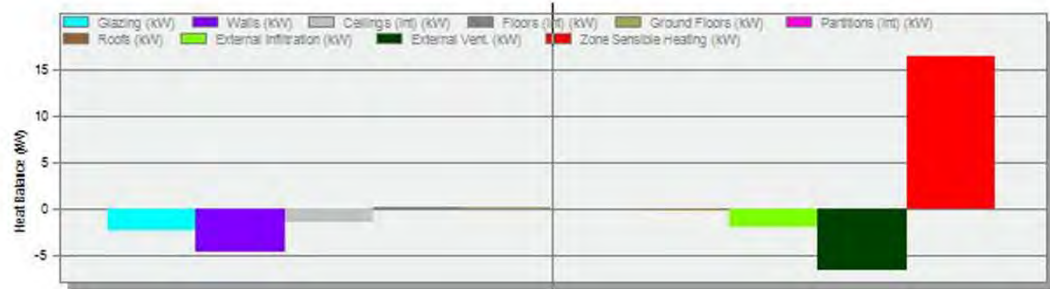 Glazing (kW) Walls (kW) Ceilings (int) (kW) Floors (int) (kW) Ground Floors (kW) Partitions (int) (kW)
Roofs (kW) External Infiltration (kW) External Vent. (kW) Zone Sensible Heating (kW)
15
10
5
0
-5
Heat Balance (kW)